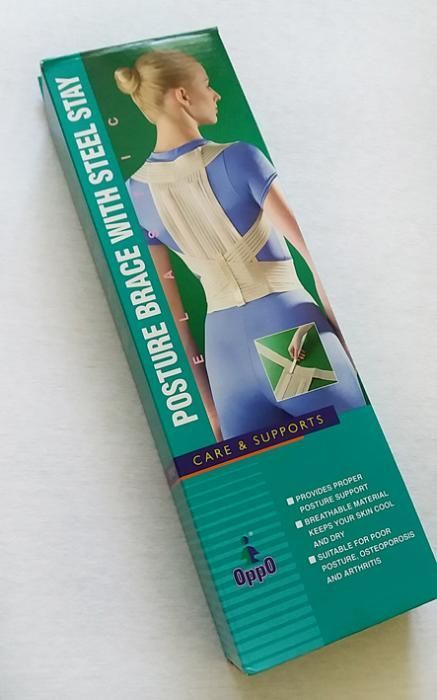 POSTURE BRACE WITH STEEL STAY
ELASTIC
CARE & SUPPORTS
PROVIDES PROPER
POSTURE SUPPORT
BREATHABLE MATERIAL
KEEPS YOUR SKIN COOL
AND DRY
SUITABLE FOR POOR
POSTURE, OSTEOPOROSIS
AND ARTHRITIS
OppO